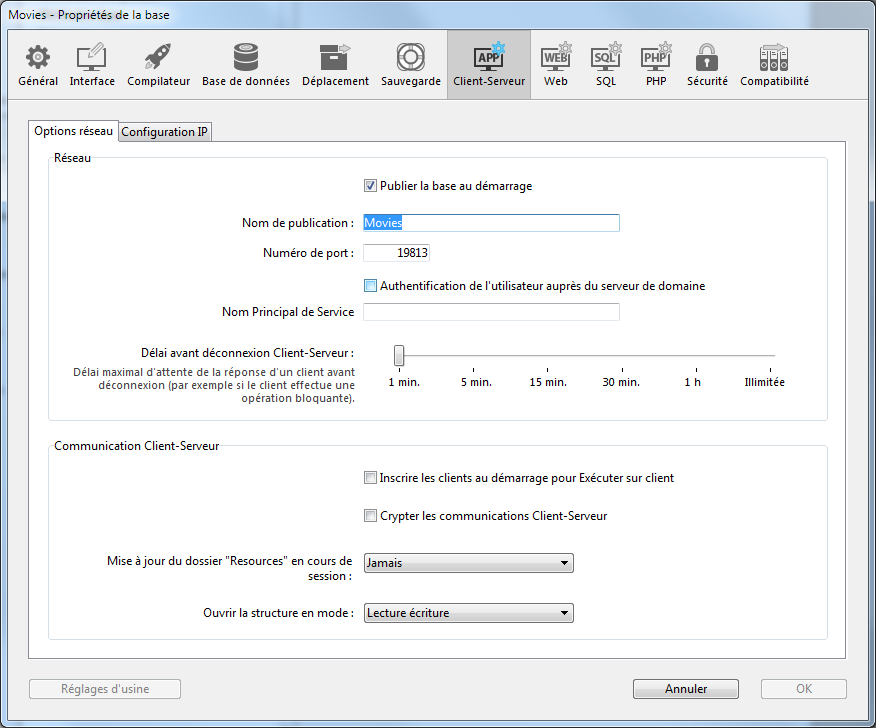 Movies - Propriétés de la base
Général Interface Compilateur Base de données Déplacement Sauvegarde Client-Serveur Web SQL PHP Sécurité Compatibilité
APP WEB SQL PHP
Options réseau Configuration IP
Réseau
Publier la base au démarrage
Nom de publication : Movies
Numéro de port : 19813
Authentification de l'utilisateur auprès du serveur de domaine
Nom Principal de Service
Délai avant déconnexion Client-Serveur :
Délai maximal d'attente de la réponse d'un client avant
déconnexion (par exemple si le client effectue une
opération bloquante).
1 min. 5 min. 15 min. 30 min. 1 h Illimitée
Communication Client-Serveur
Inscrire les clients au démarrage pour Exécuter sur client
Crypter les communications Client-Serveur
Mise à jour du dossier "Resources" en cours de
session :
Jamais
Ouvrir la structure en mode : Lecture écriture
Réglages d'usine Annuler OK